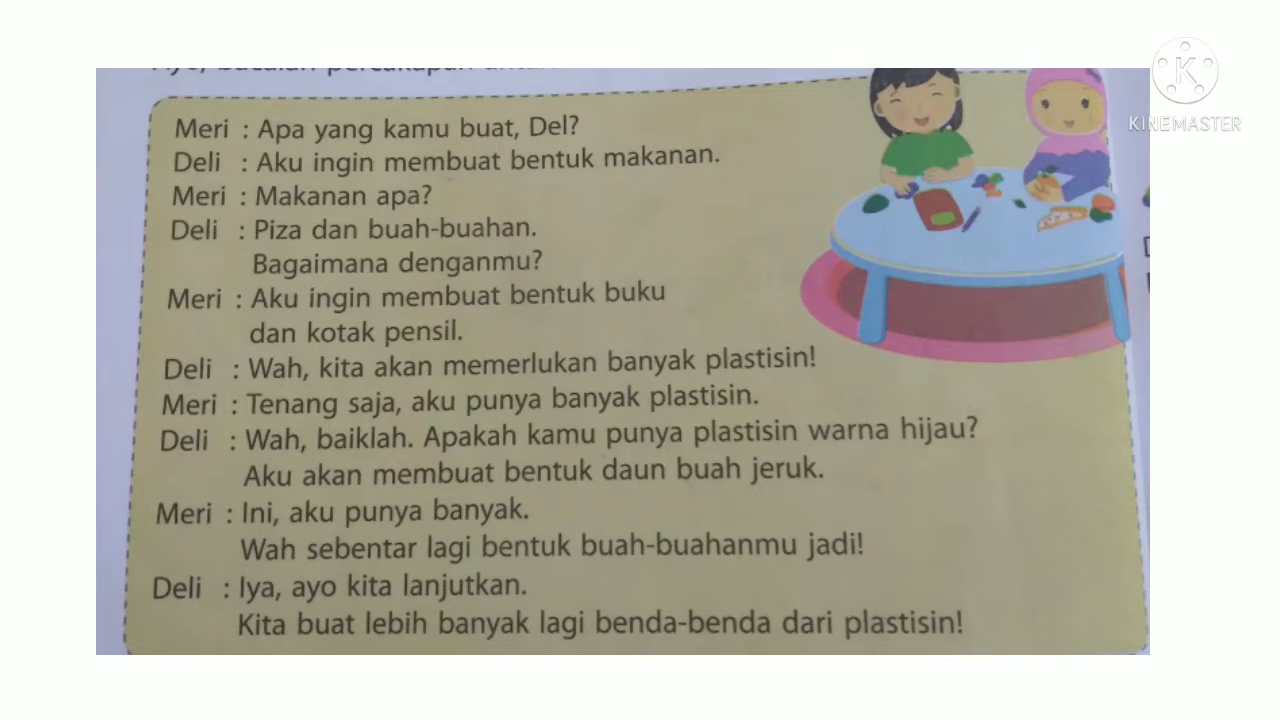 Meri : Apa yang kamu buat, Del?
Deli : Aku ingin membuat bentuk makanan.
Meri : Makanan apa?
Deli : Piza dan buah-buahan.
Bagaimana denganmu?
Meri : Aku ingin membuat bentuk buku
dan kotak pensil.
Deli : Wah, kita akan memerlukan banyak plastisin!
Meri : Tenang saja, aku punya banyak plastisin.
Deli : Wah, baiklah. Apakah kamu punya plastisin warna hijau?
Aku akan membuat bentuk daun buah jeruk.
Meri : Ini, aku punya banyak.
Wah sebentar lagi bentuk buah-buahanmu jadi!
Deli : Iya, ayo kita lanjutkan.
Kita buat lebih banyak lagi benda-benda dari plastisin!
K
KINEMASTER